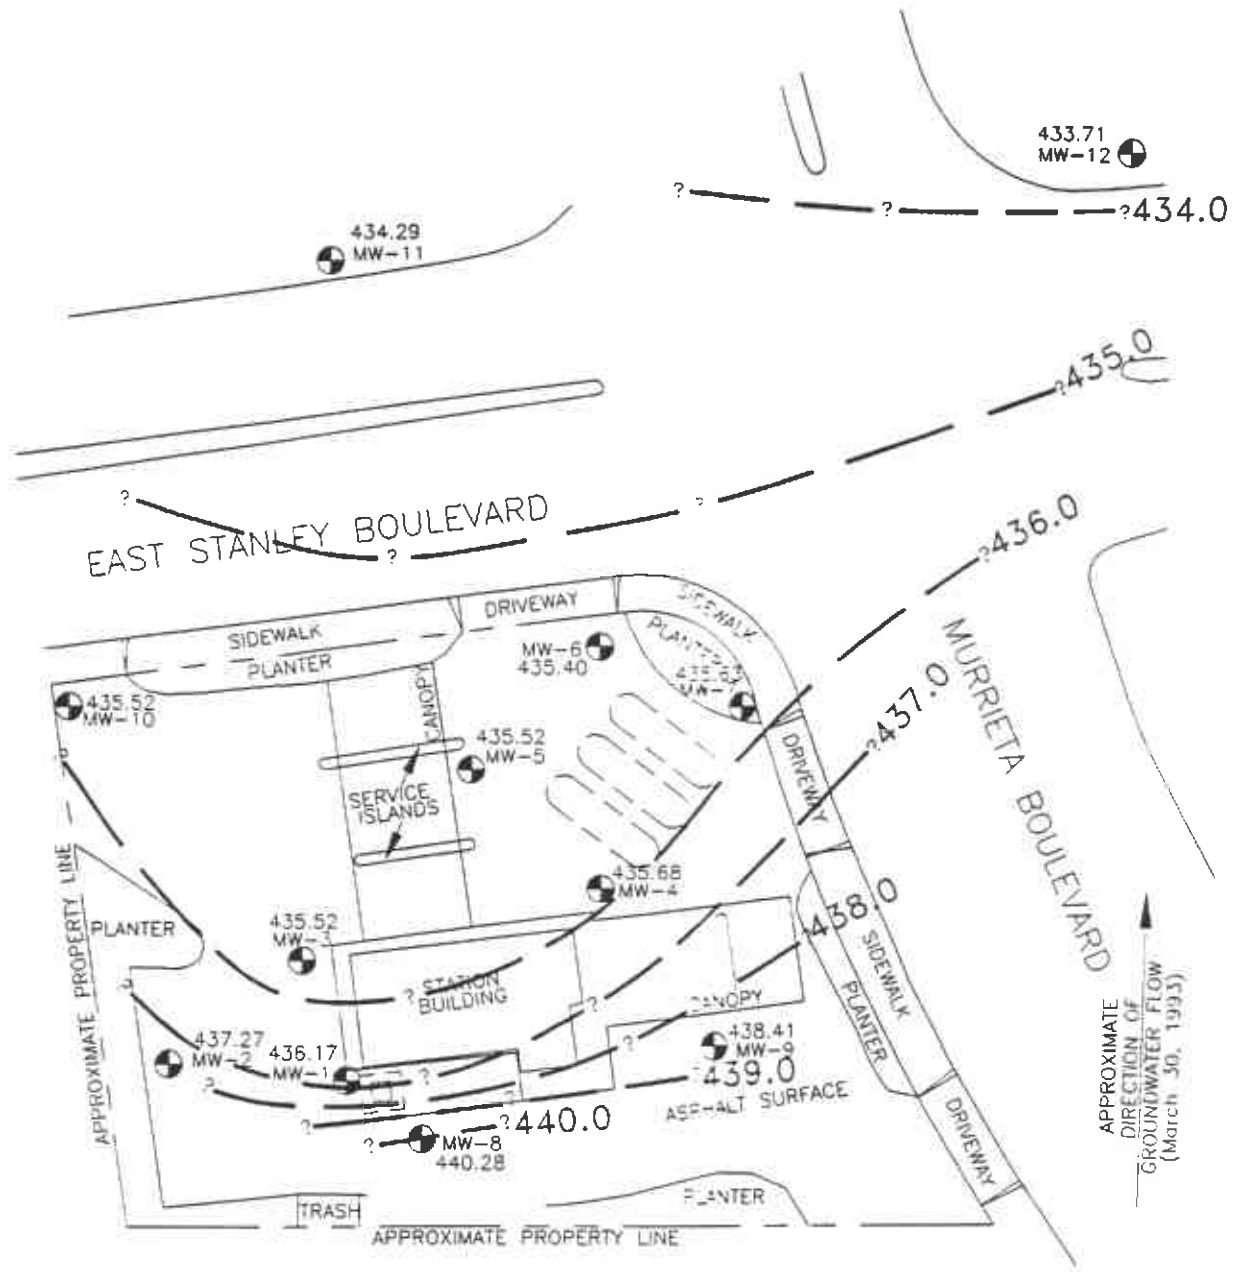 433.71
MW-12
?
?
?434.0
434.29
MW-11
?435.0
?
?
?
EAST STANLEY BOULEVARD
?436.0
SIDEWALK
DRIVEWAY
SIDEWALK
PLANTER
PLANTER
MW-6
435.40
MURRIETA BOULEVARD
435.52
MW-10
CANOPY
?437.0
435.52
MW-5
DRIVEWAY
?
SERVICE
ISLANDS
435.68
MW-4
APPROXIMATE PROPERTY LINE
PLANTER
435.52
MW-3
438.0
SIDEWALK
?
STATION
BUILDING
?
?
CANOPY
PLANTER
437.27
MW-2
436.17
MW-1
?
?
438.41
MW-9
?439.0
ASPHALT SURFACE
?
?
?
?440.0
?
MW-8
440.28
DRIVEWAY
APPROXIMATE
DIRECTION OF
GROUNDWATER FLOW
(March 30, 1993)
TRASH
PLANTER
APPROXIMATE PROPERTY LINE